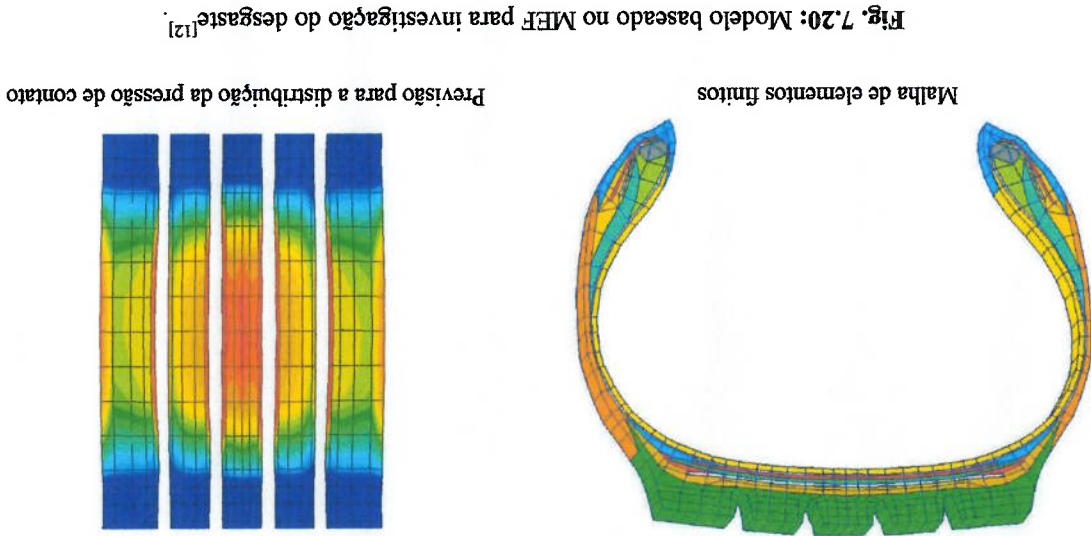 Malha de elementos finitos
Previsão para a distribuição da pressão de contato
Fig. 7.20: Modelo baseado no MEF para investigação do desgaste[12].